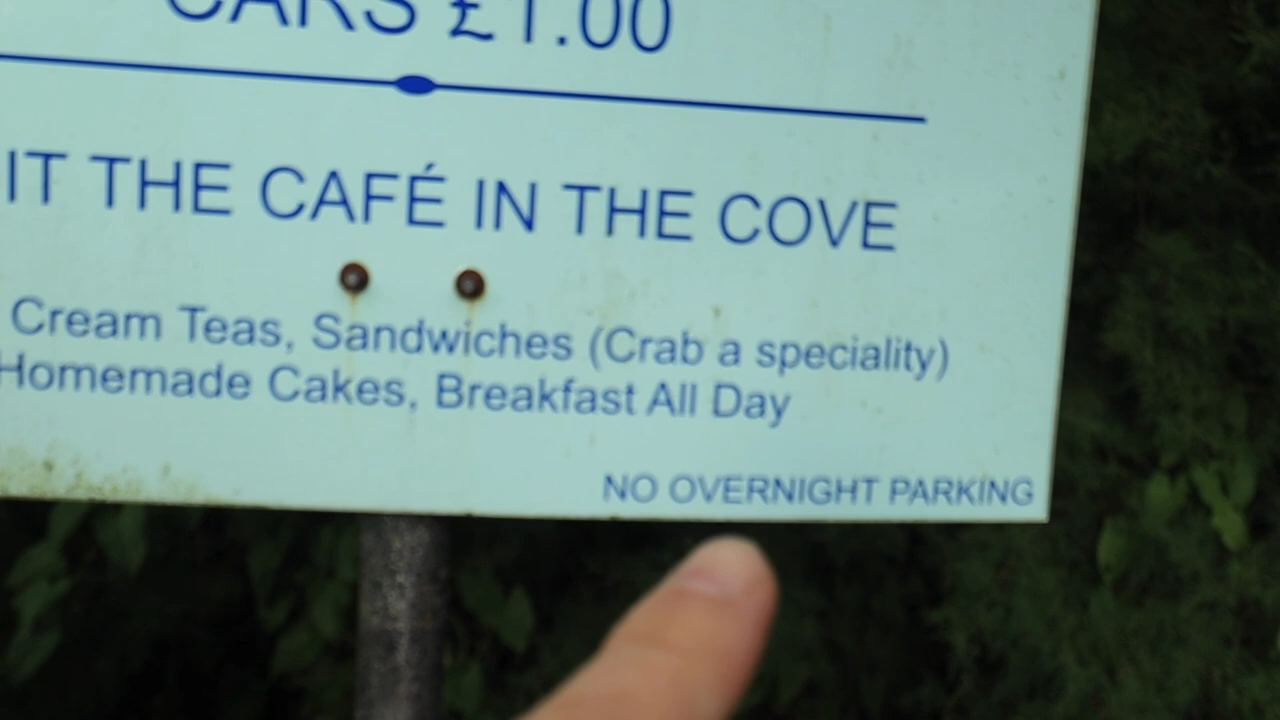 CARS £1.00
IT THE CAFÉ IN THE COVE
Cream Teas, Sandwiches (Crab a speciality)
Homemade Cakes, Breakfast All Day
NO OVERNIGHT PARKING